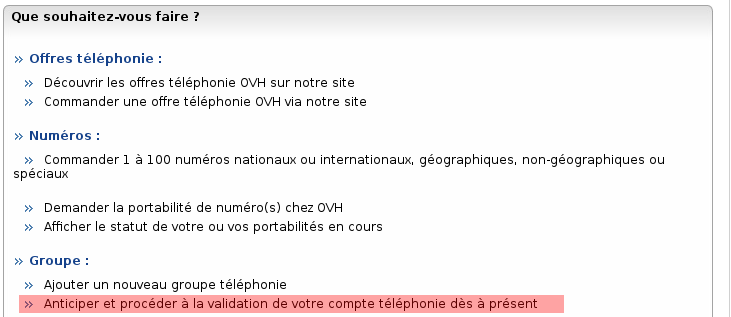 Que souhaitez-vous faire ?
» Offres téléphonie :
» Découvrir les offres téléphonie OVH sur notre site
» Commander une offre téléphonie OVH via notre site
» Numéros :
» Commander 1 à 100 numéros nationaux ou internationaux, géographiques, non-géographiques ou
spéciaux
» Demander la portabilité de numéro(s) chez OVH
» Afficher le statut de votre ou vos portabilités en cours
» Groupe :
» Ajouter un nouveau groupe téléphonie
» Anticiper et procéder à la validation de votre compte téléphonie dès à présent